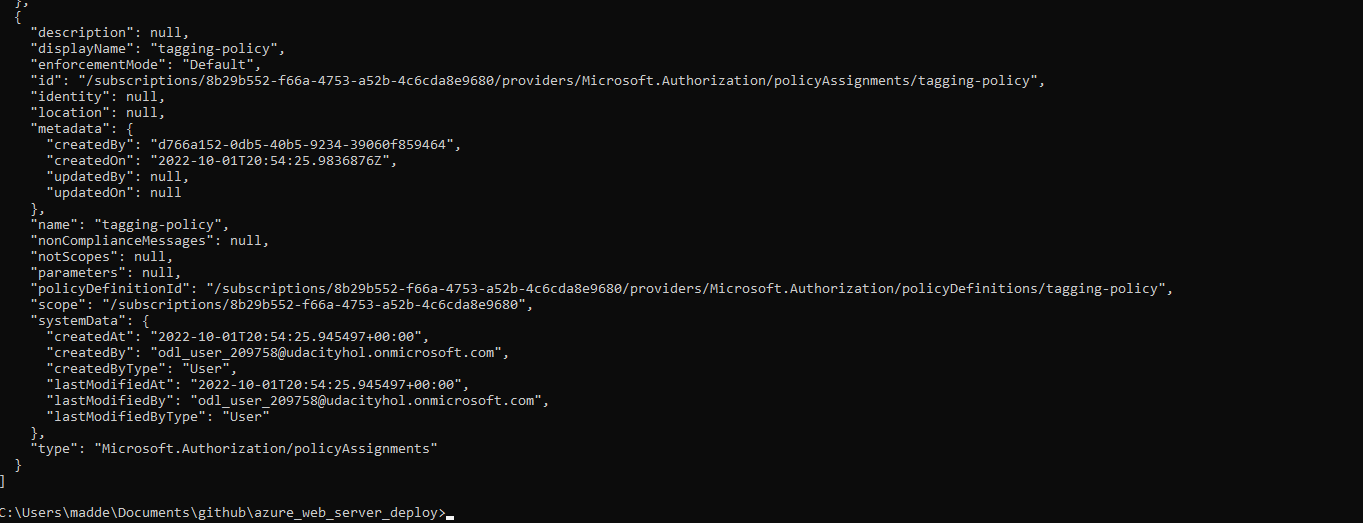 },
{
"description": null,
"displayName": "tagging-policy",
"enforcementMode": "Default",
"id": "/subscriptions/8b29b552-f66a-4753-a52b-4c6cda8e9680/providers/Microsoft.Authorization/policyAssignments/tagging-policy",
"identity": null,
"location": null,
"metadata": {
"createdBy": "d766a152-0db5-40b5-9234-39060f859464",
"createdOn": "2022-10-01T20:54:25.9836876Z",
"updatedBy": null,
"updatedOn": null
},
"name": "tagging-policy",
"nonComplianceMessages": null,
"notScopes": null,
"parameters": null,
"policyDefinitionId": "/subscriptions/8b29b552-f66a-4753-a52b-4c6cda8e9680/providers/Microsoft.Authorization/policyDefinitions/tagging-policy",
"scope": "/subscriptions/8b29b552-f66a-4753-a52b-4c6cda8e9680",
"systemData": {
"createdAt": "2022-10-01T20:54:25.945497+00:00",
"createdBy": "odl_user_209758@udacityhol.onmicrosoft.com",
"createdByType": "User",
"lastModifiedAt": "2022-10-01T20:54:25.945497+00:00",
"lastModifiedBy": "odl_user_209758@udacityhol.onmicrosoft.com",
"lastModifiedByType": "User"
},
"type": "Microsoft.Authorization/policyAssignments"
}
]
C:\Users\madde\Documents\github\azure_web_server_deploy>